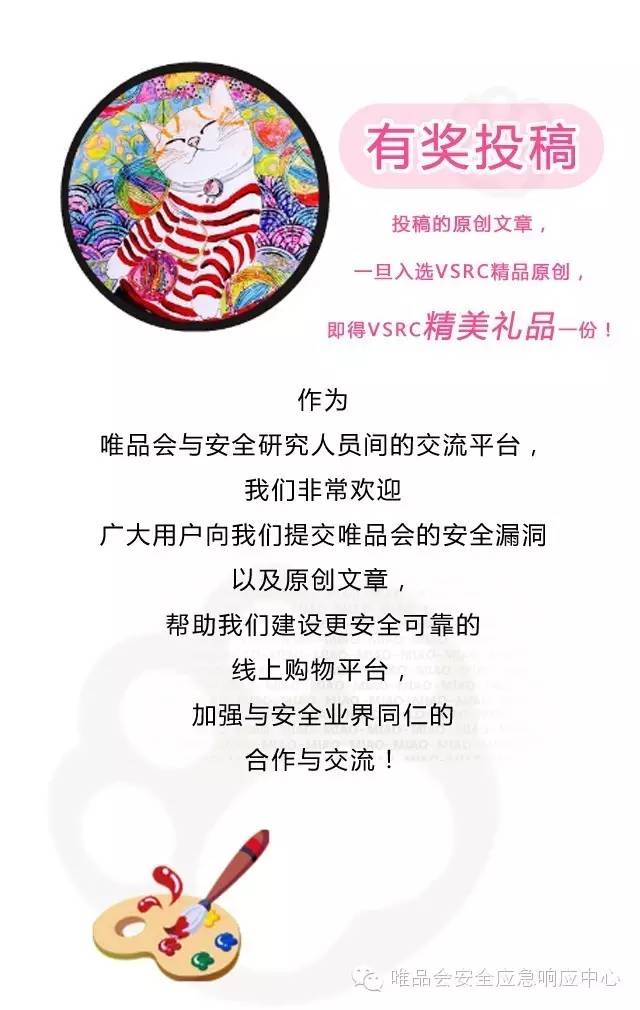 有奖投稿
投稿的原创文章，
一旦入选VSRC精品原创，
即得VSRC精美礼品一份！
作为
唯品会与安全研究人员间的交流平台，
我们非常欢迎
广大用户向我们提交唯品会的安全漏洞
以及原创文章，
帮助我们建设更安全可靠的
线上购物平台，
加强与安全业界同仁的
合作与交流！
唯品会安全应急响应中心